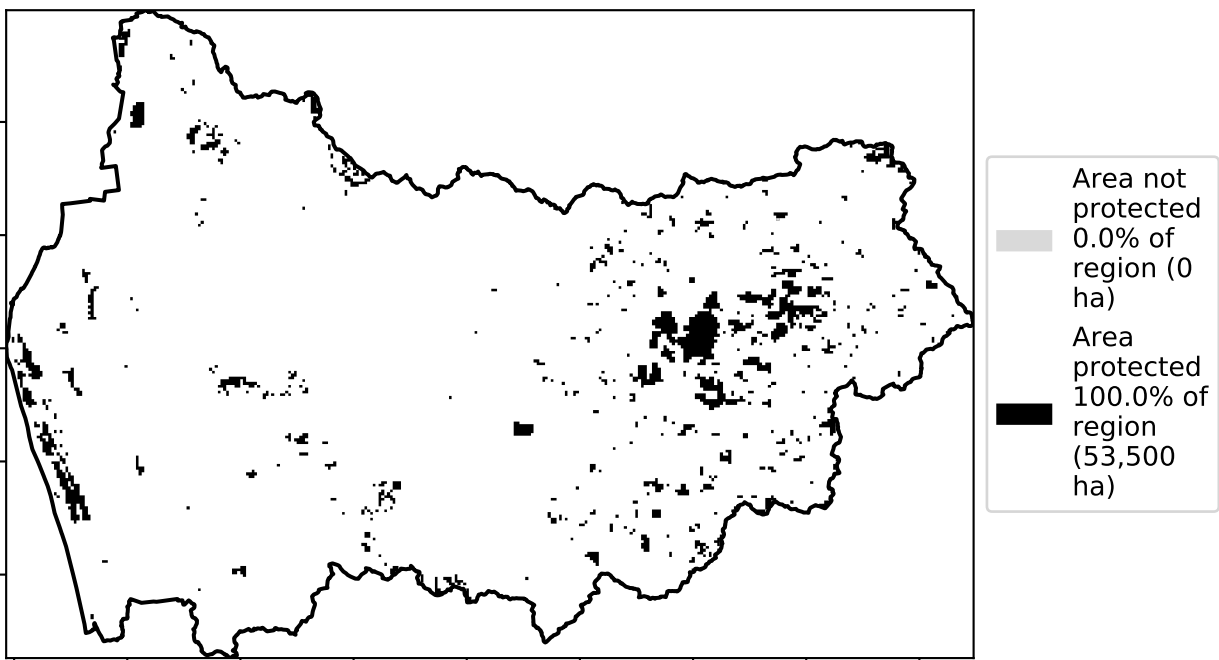 Area not
protected
0.0% of
region (0
ha)
Area
protected
100.0% of
region
(53,500
ha)